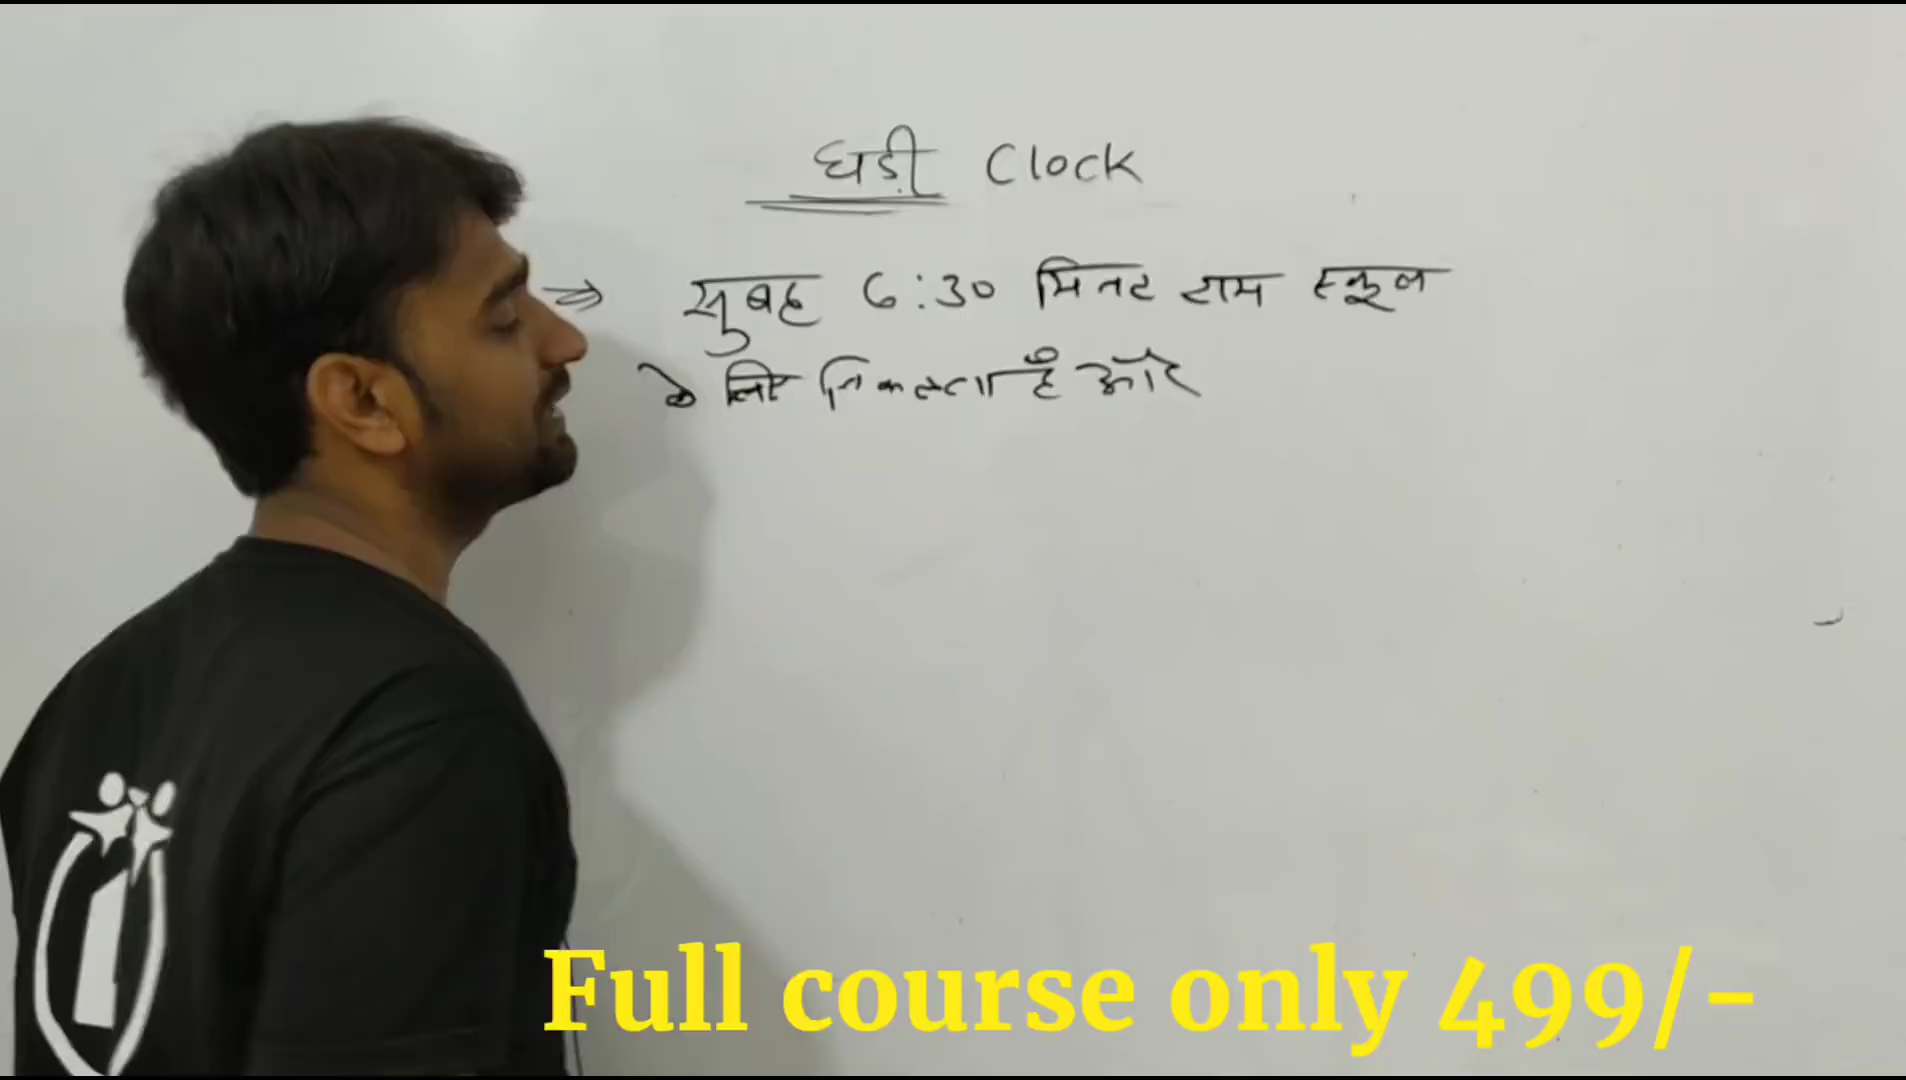 घड़ी Clock
⇒ सुबह 6:30 मिनट राम स्कूल
के लिए निकलता है और
Full course only 499/-